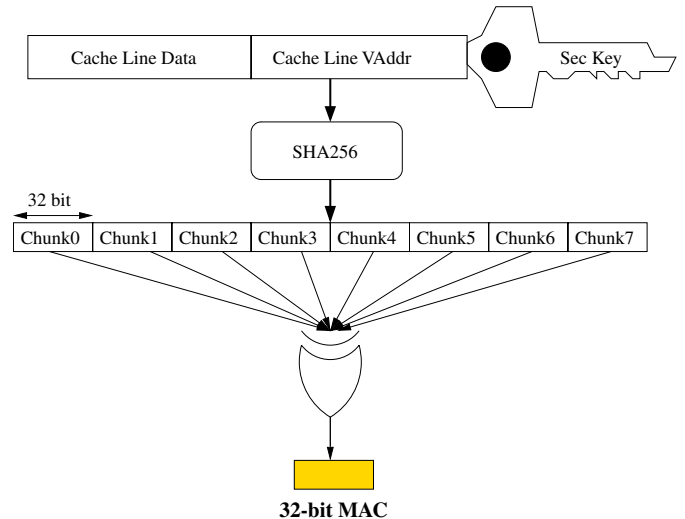 Cache Line Data Cache Line VAddr Sec Key
SHA256
32 bit
Chunk0 Chunk1 Chunk2 Chunk3 Chunk4 Chunk5 Chunk6 Chunk7
32-bit MAC